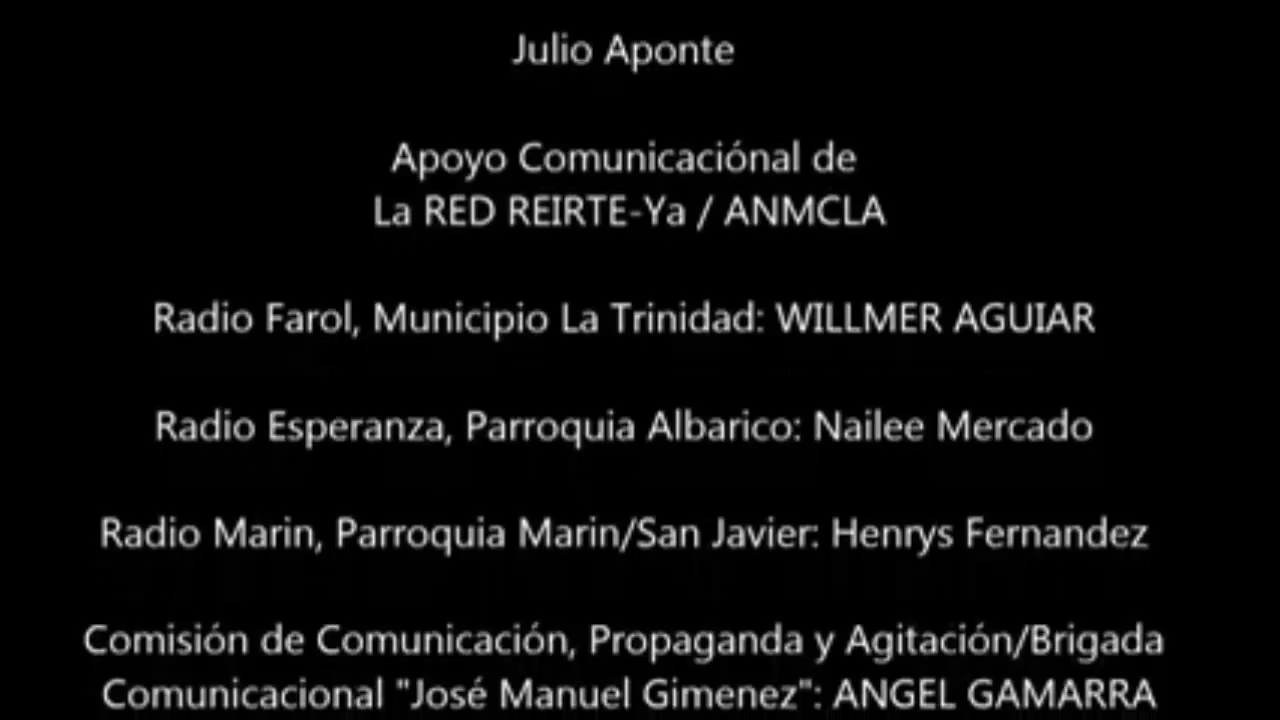 Julio Aponte
Apoyo Comunicaciónal de
La RED REIRTE-Ya / ANMCLA
Radio Farol, Municipio La Trinidad: WILLMER AGUIAR
Radio Esperanza, Parroquia Albarico: Nailee Mercado
Radio Marin, Parroquia Marin/San Javier: Henrys Fernandez
Comisión de Comunicación, Propaganda y Agitación/Brigada
Comunicacional "José Manuel Gimenez": ANGEL GAMARRA